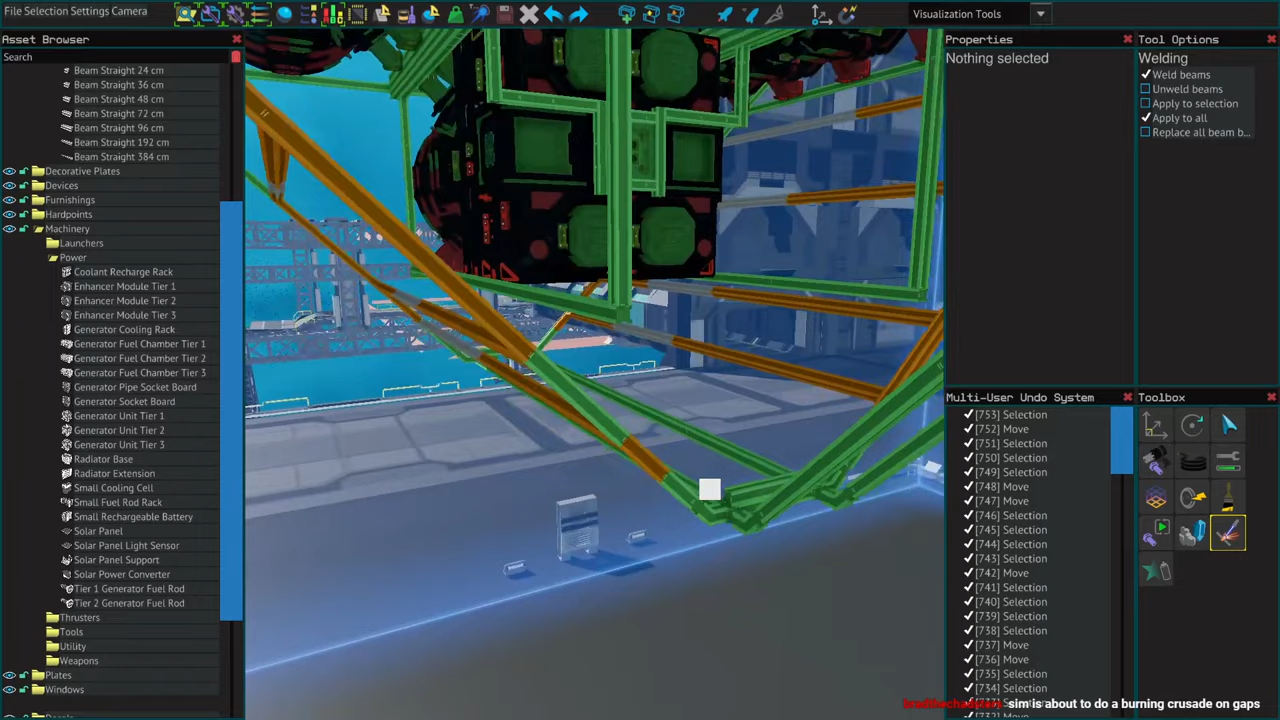 File Selection Settings Camera
Visualization Tools
Asset Browser
Search
Beam Straight 24 cm
Beam Straight 36 cm
Beam Straight 48 cm
Beam Straight 72 cm
Beam Straight 96 cm
Beam Straight 192 cm
Beam Straight 384 cm
Decorative Plates
Devices
Furnishings
Hardpoints
Machinery
Launchers
Power
Coolant Recharge Rack
Enhancer Module Tier 1
Enhancer Module Tier 2
Enhancer Module Tier 3
Generator Cooling Rack
Generator Fuel Chamber Tier 1
Generator Fuel Chamber Tier 2
Generator Fuel Chamber Tier 3
Generator Pipe Socket Board
Generator Socket Board
Generator Unit Tier 1
Generator Unit Tier 2
Generator Unit Tier 3
Radiator Base
Radiator Extension
Small Cooling Cell
Small Fuel Rod Rack
Small Rechargeable Battery
Solar Panel
Solar Panel Light Sensor
Solar Panel Support
Solar Power Converter
Tier 1 Generator Fuel Rod
Tier 2 Generator Fuel Rod
Thrusters
Tools
Utility
Weapons
Plates
Windows
Properties
Nothing selected
Tool Options
Welding
Weld beams
Unweld beams
Apply to selection
Apply to all
Replace all beam b...
Multi-User Undo System
[753] Selection
[752] Move
[751] Selection
[750] Selection
[749] Selection
[748] Move
[747] Move
[746] Selection
[745] Selection
[744] Selection
[743] Selection
[742] Move
[741] Selection
[740] Selection
[739] Selection
[738] Selection
[737] Move
[736] Move
[735] Selection
[734] Selection
Toolbox
sim is about to do a burning crusade on gaps